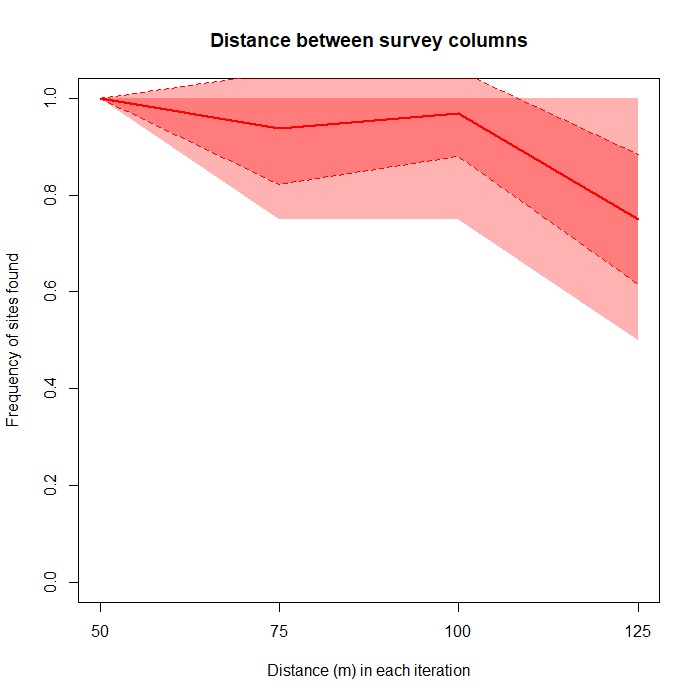 Distance between survey columns
Frequency of sites found
1.0
0.8
0.6
0.4
0.2
0.0
50 75 100 125
Distance (m) in each iteration